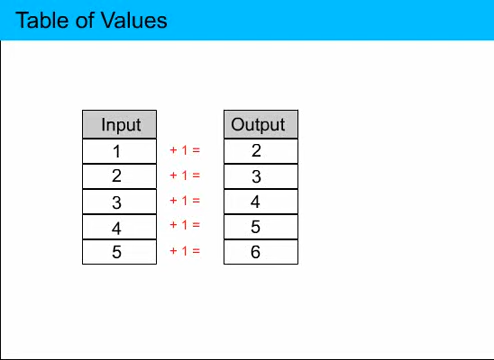 Table of Values
Input Output
1 + 1 = 2
2 + 1 = 3
3 + 1 = 4
4 + 1 = 5
5 + 1 = 6